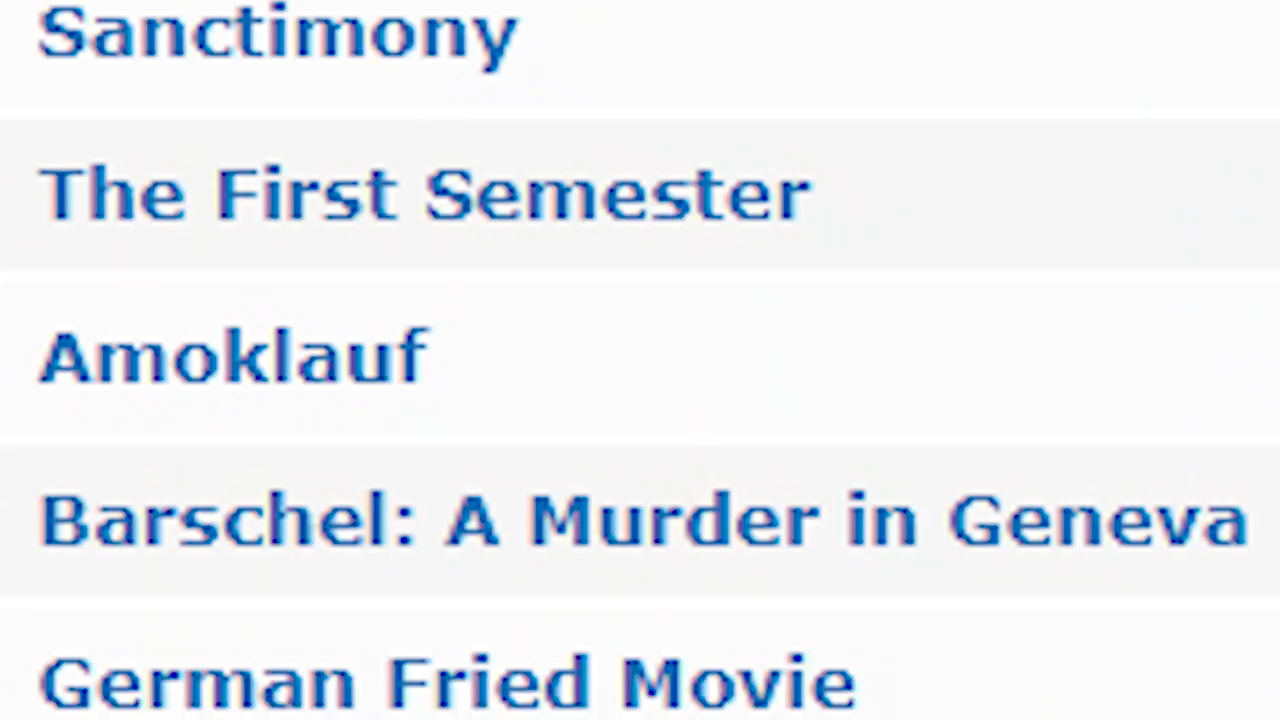 Sanctimony
The First Semester
Amoklauf
Barschel: A Murder in Geneva
German Fried Movie